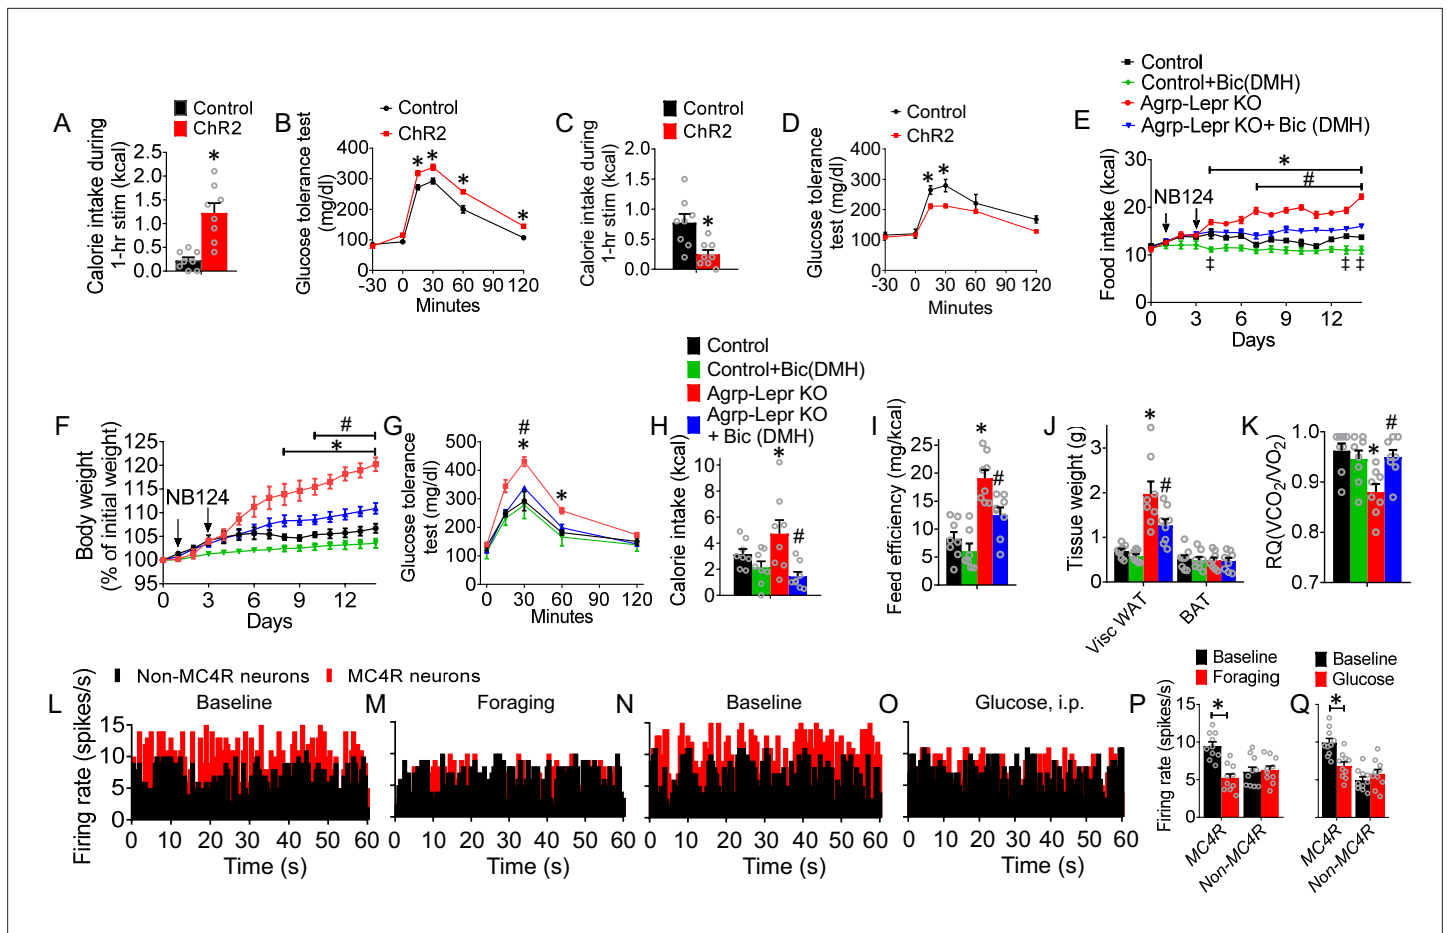 A
Control
ChR2
Calorie intake during
1-hr stim (kcal)
2.5
2.0
1.5
1.0
0.5
0.0
*
B
Control
ChR2
Glucose tolerance test
(mg/dl)
400
300
200
100
0
* * * *
-30 0 30 60 90 120
Minutes
C
Control
ChR2
Calorie intake during
1-hr stim (kcal)
2.0
1.5
1.0
0.5
0.0
*
D
Control
ChR2
Glucose tolerance
test (mg/dl)
400
300
200
100
0
* *
-30 0 30 60 90 120
Minutes
E
Control
Control+Bic(DMH)
Agrp-Lepr KO
Agrp-Lepr KO+ Bic (DMH)
Food intake (kcal)
30
20
10
0
NB124
*
#
‡ ‡ ‡
0 3 6 9 12
Days
F
Body weight
(% of initial weight)
125
120
115
110
105
100
95
NB124
#
*
0 3 6 9 12
Days
G
Glucose tolerance
test (mg/dl)
500
400
300
200
100
0
#
* *
0 30 60 90 120
Minutes
Control
Control+Bic(DMH)
Agrp-Lepr KO
Agrp-Lepr KO
+ Bic (DMH)
H
Calorie intake (kcal)
10
8
6
4
2
0
* #
I
Feed efficiency (mg/kcal)
25
20
15
10
5
0
* #
J
Tissue weight (g)
3
2
1
0
* #
Visc WAT
BAT
K
RQ(VCO2/VO2)
1.0
0.9
0.8
0.7
* #
Non-MC4R neurons
MC4R neurons
L
Baseline
Firing rate (spikes/s)
15
10
5
0
0 10 20 30 40 50 60
Time (s)
M
Foraging
0 10 20 30 40 50 60
Time (s)
N
Baseline
0 10 20 30 40 50 60
Time (s)
O
Glucose, i.p.
0 10 20 30 40 50 60
Time (s)
P
Baseline
Foraging
Firing rate (spikes/s)
15
10
5
0
*
MC4R
Non-MC4R
Q
Baseline
Glucose
*
MC4R
Non-MC4R